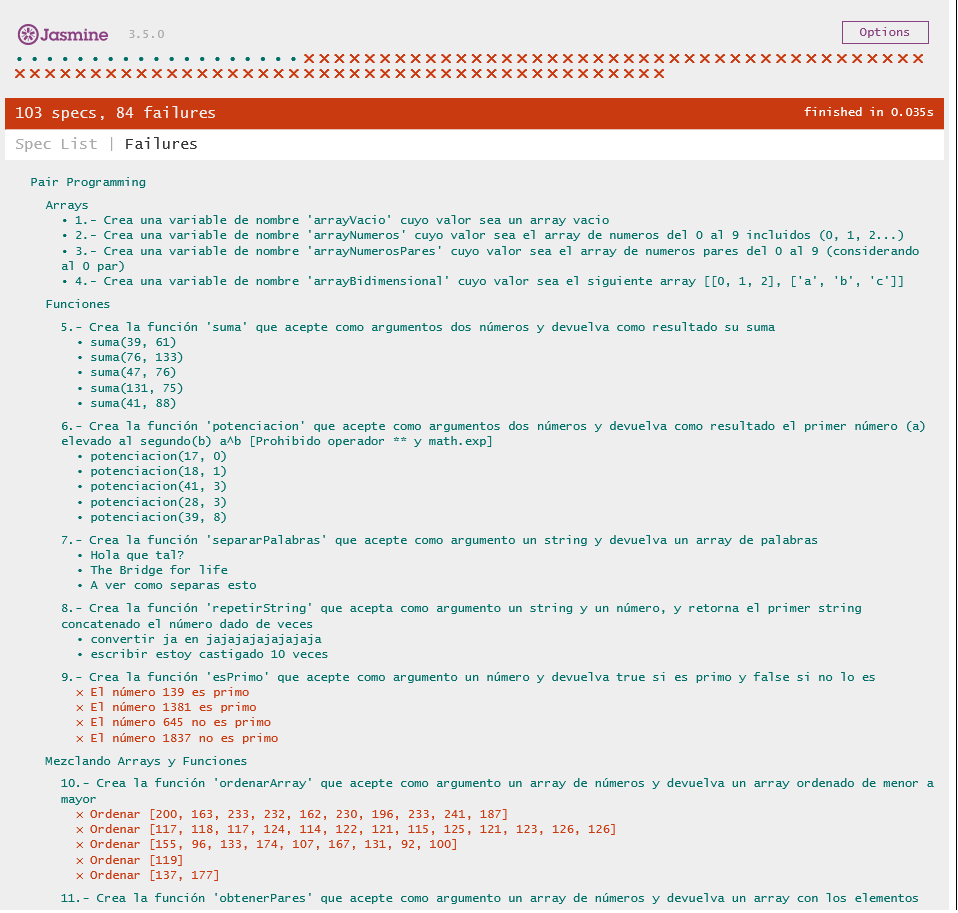 Jasmine 3.5.0 Options
103 specs, 84 failures finished in 0.035s
Spec List | Failures
Pair Programming
Arrays
• 1.- Crea una variable de nombre 'arrayVacio' cuyo valor sea un array vacio
• 2.- Crea una variable de nombre 'arrayNumeros' cuyo valor sea el array de numeros del 0 al 9 incluidos (0, 1, 2...)
• 3.- Crea una variable de nombre 'arrayNumerosPares' cuyo valor sea el array de numeros pares del 0 al 9 (considerando
al 0 par)
• 4.- Crea una variable de nombre 'arrayBidimensional' cuyo valor sea el siguiente array [[0, 1, 2], ['a', 'b', 'c']]
Funciones
5.- Crea la función 'suma' que acepte como argumentos dos números y devuelva como resultado su suma
• suma(39, 61)
• suma(76, 133)
• suma(47, 76)
• suma(131, 75)
• suma(41, 88)
6.- Crea la función 'potenciacion' que acepte como argumentos dos números y devuelva como resultado el primer número (a)
elevado al segundo(b) a^b [Prohibido operador ** y math.exp]
• potenciacion(17, 0)
• potenciacion(18, 1)
• potenciacion(41, 3)
• potenciacion(28, 3)
• potenciacion(39, 8)
7.- Crea la función 'separarPalabras' que acepte como argumento un string y devuelva un array de palabras
• Hola que tal?
• The Bridge for life
• A ver como separas esto
8.- Crea la función 'repetirString' que acepta como argumento un string y un número, y retorna el primer string
concatenado el número dado de veces
• convertir ja en jajajajajajajaja
• escribir estoy castigado 10 veces
9.- Crea la función 'esPrimo' que acepte como argumento un número y devuelva true si es primo y false si no lo es
× El número 139 es primo
× El número 1381 es primo
× El número 645 no es primo
× El número 1837 no es primo
Mezclando Arrays y Funciones
10.- Crea la función 'ordenarArray' que acepte como argumento un array de números y devuelva un array ordenado de menor a
mayor
× Ordenar [200, 163, 233, 232, 162, 230, 196, 233, 241, 187]
× Ordenar [117, 118, 117, 124, 114, 122, 121, 115, 125, 121, 123, 126, 126]
× Ordenar [155, 96, 133, 174, 107, 167, 131, 92, 100]
× Ordenar [119]
× Ordenar [137, 177]
11.- Crea la función 'obtenerPares' que acepte como argumento un array de números y devuelva un array con los elementos